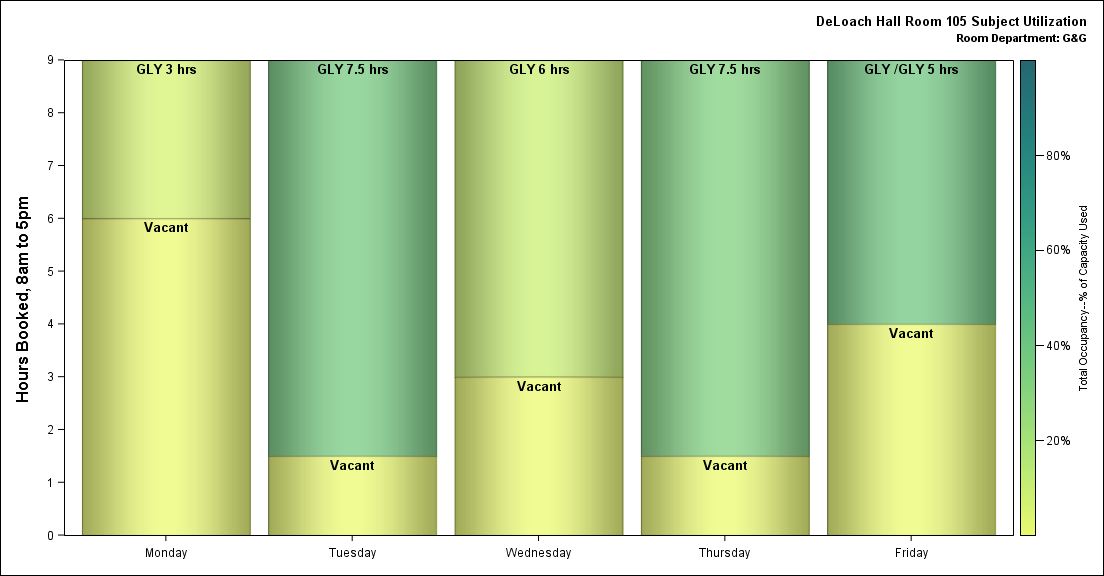 DeLoach Hall Room 105 Subject Utilization
Room Department: G&G
Hours Booked, 8am to 5pm
9
8
7
6
5
4
3
2
1
0
GLY 3 hrs
Vacant
GLY 7.5 hrs
Vacant
GLY 6 hrs
Vacant
GLY 7.5 hrs
Vacant
GLY /GLY 5 hrs
Vacant
Monday
Tuesday
Wednesday
Thursday
Friday
80%
60%
40%
20%
Total Occupancy--% of Capacity Used